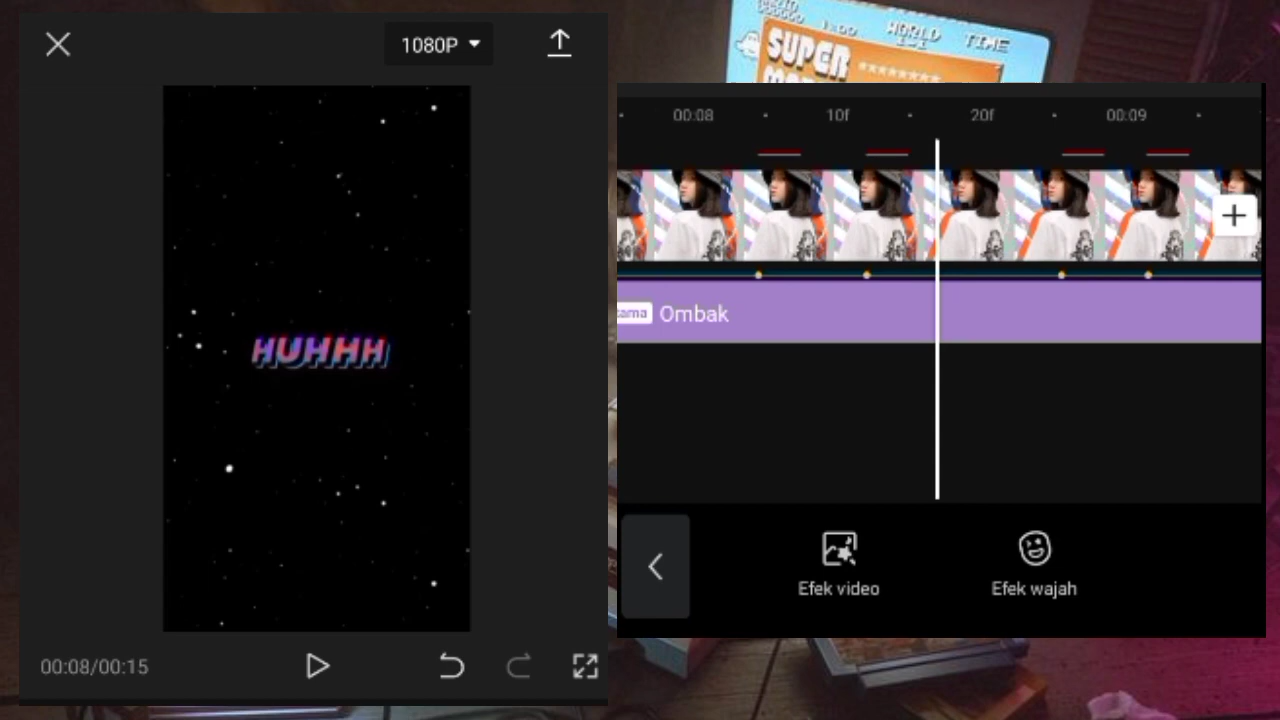 1080P
HUHHH
00:08/00:15
WORLD
TIME
SUPER
00:08
10f
20f
00:09
Ombak
Efek video
Efek wajah